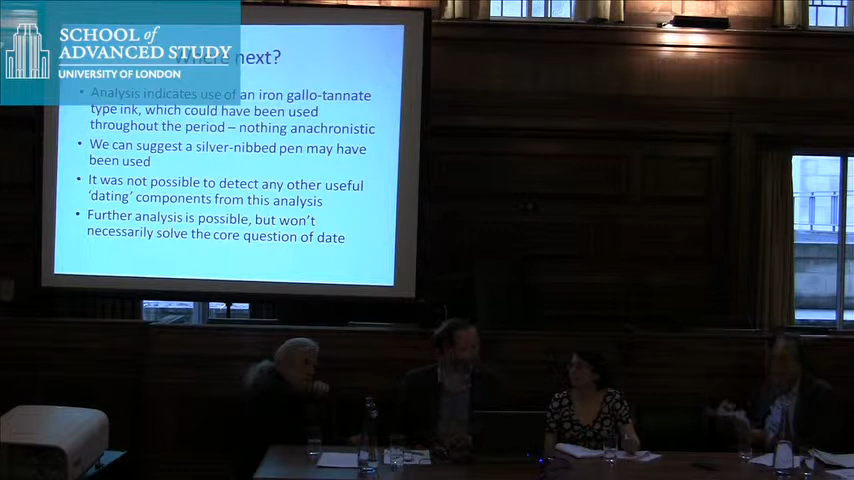 SCHOOL of
ADVANCED STUDY
UNIVERSITY OF LONDON
Where next?
• Analysis indicates use of an iron gallo-tannate
type ink, which could have been used
throughout the period – nothing anachronistic
• We can suggest a silver-nibbed pen may have
been used
• It was not possible to detect any other useful
‘dating’ components from this analysis
• Further analysis is possible, but won’t
necessarily solve the core question of date